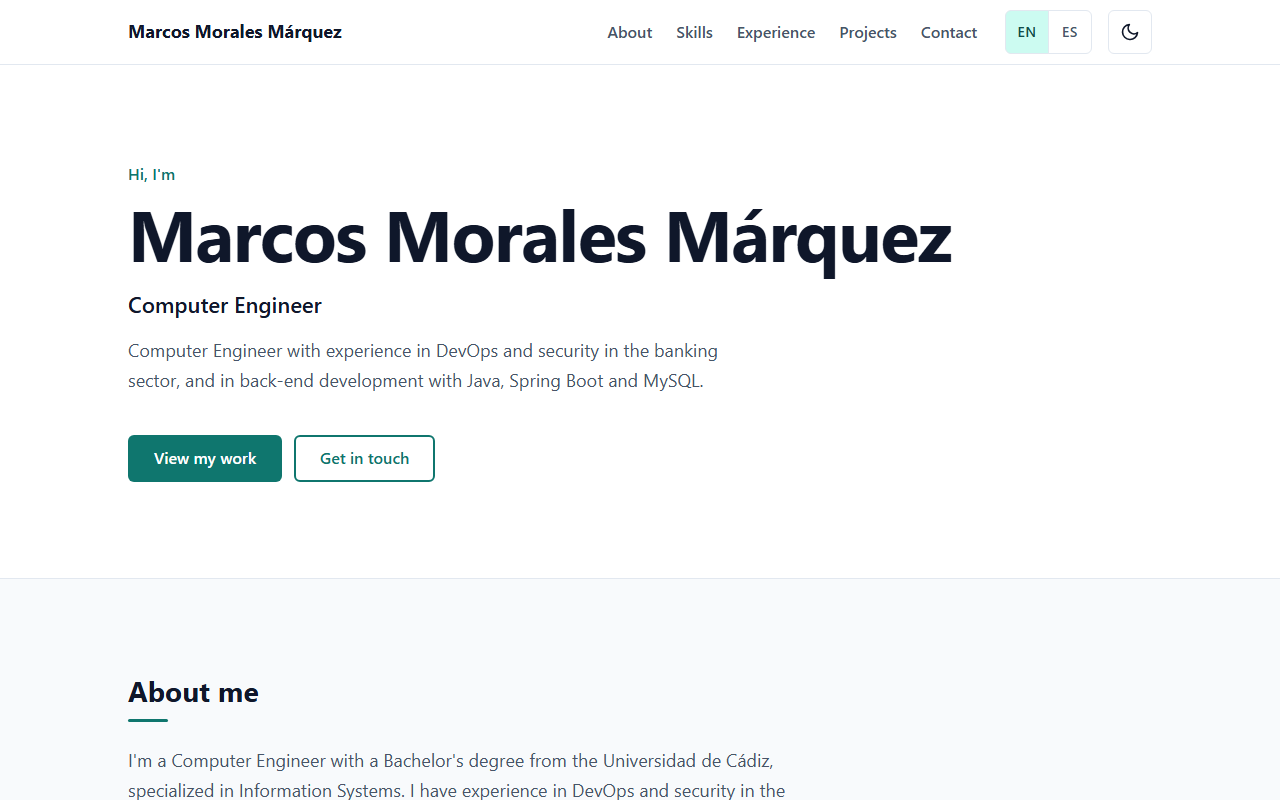 Marcos Morales Márquez
About Skills Experience Projects Contact EN ES
Hi, I'm
Marcos Morales Márquez
Computer Engineer
Computer Engineer with experience in DevOps and security in the banking
sector, and in back-end development with Java, Spring Boot and MySQL.
View my work Get in touch
About me
I'm a Computer Engineer with a Bachelor's degree from the Universidad de Cádiz,
specialized in Information Systems. I have experience in DevOps and security in the